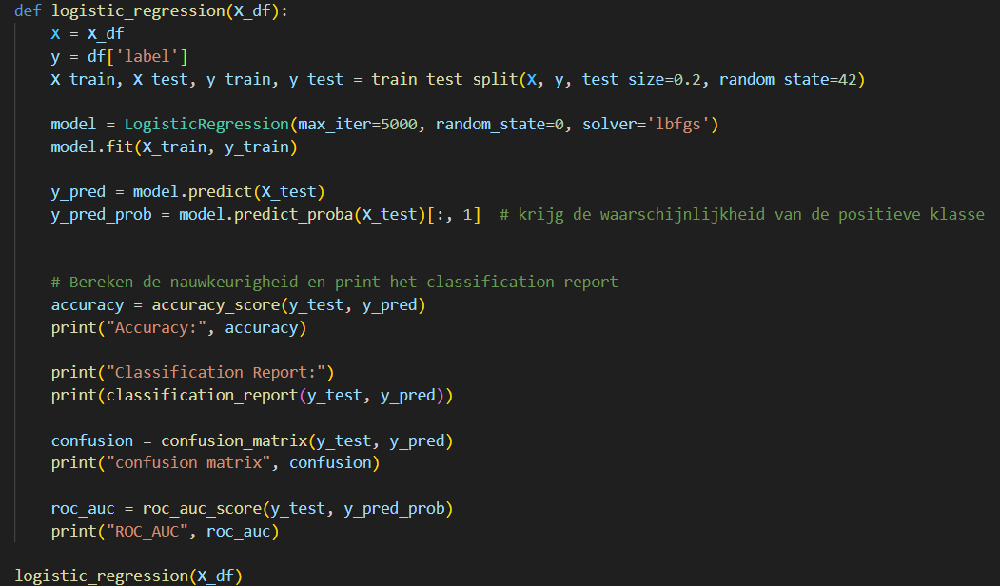 def logistic_regression(X_df):
X = X_df
y = df['label']
X_train, X_test, y_train, y_test = train_test_split(X, y, test_size=0.2, random_state=42)
model = LogisticRegression(max_iter=5000, random_state=0, solver='lbfgs')
model.fit(X_train, y_train)
y_pred = model.predict(X_test)
y_pred_prob = model.predict_proba(X_test)[:, 1]  # krijg de waarschijnlijkheid van de positieve klasse
# Bereken de nauwkeurigheid en print het classification report
accuracy = accuracy_score(y_test, y_pred)
print("Accuracy:", accuracy)
print("Classification Report:")
print(classification_report(y_test, y_pred))
confusion = confusion_matrix(y_test, y_pred)
print("confusion matrix", confusion)
roc_auc = roc_auc_score(y_test, y_pred_prob)
print("ROC_AUC", roc_auc)
logistic_regression(X_df)